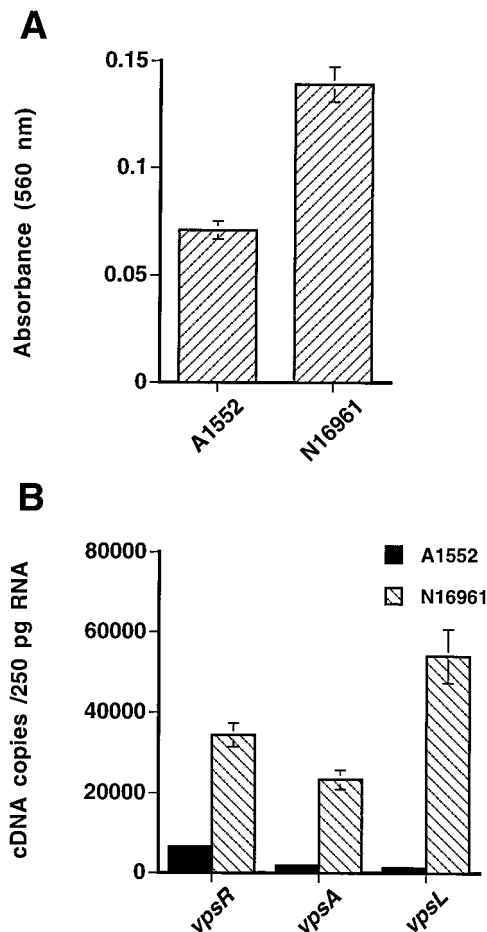 A
Absorbance (560 nm)
0.15
0.1
0.05
0
A1552
N16961
B
cDNA copies /250 pg RNA
80000
60000
40000
20000
0
A1552
N16961
vpsR
vpsA
vpsL